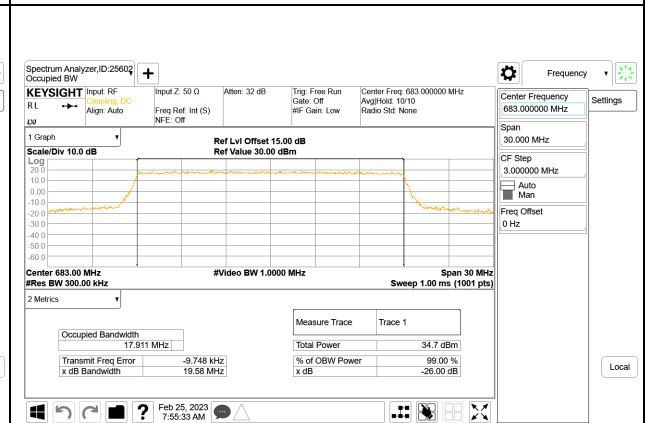 Spectrum Analyzer,ID:25602
Occupied BW
Frequency
KEYSIGHT
Input: RF
Coupling: DC
Align: Auto
Input Z: 50 Ω
Freq Ref: Int (S)
NFE: Off
Atten: 32 dB
Trig: Free Run
Gate: Off
#IF Gain: Low
Center Freq: 683.000000 MHz
Avg|Hold: 10/10
Radio Std: None
R L
Center Frequency
683.000000 MHz
Settings
Span
30.000 MHz
CF Step
3.000000 MHz
Auto
Man
Freq Offset
0 Hz
1 Graph
Scale/Div 10.0 dB
Ref Lvl Offset 15.00 dB
Ref Value 30.00 dBm
Log
20.0
10.0
0.00
-10.0
-20.0
-30.0
-40.0
-50.0
-60.0
Center 683.00 MHz
#Video BW 1.0000 MHz
Span 30 MHz
#Res BW 300.00 kHz
Sweep 1.00 ms (1001 pts)
2 Metrics
Measure Trace
Trace 1
Occupied Bandwidth
17.911 MHz
Total Power
34.7 dBm
Transmit Freq Error
-9.748 kHz
% of OBW Power
99.00 %
x dB Bandwidth
19.58 MHz
x dB
-26.00 dB
Local
?
Feb 25, 2023
7:55:33 AM